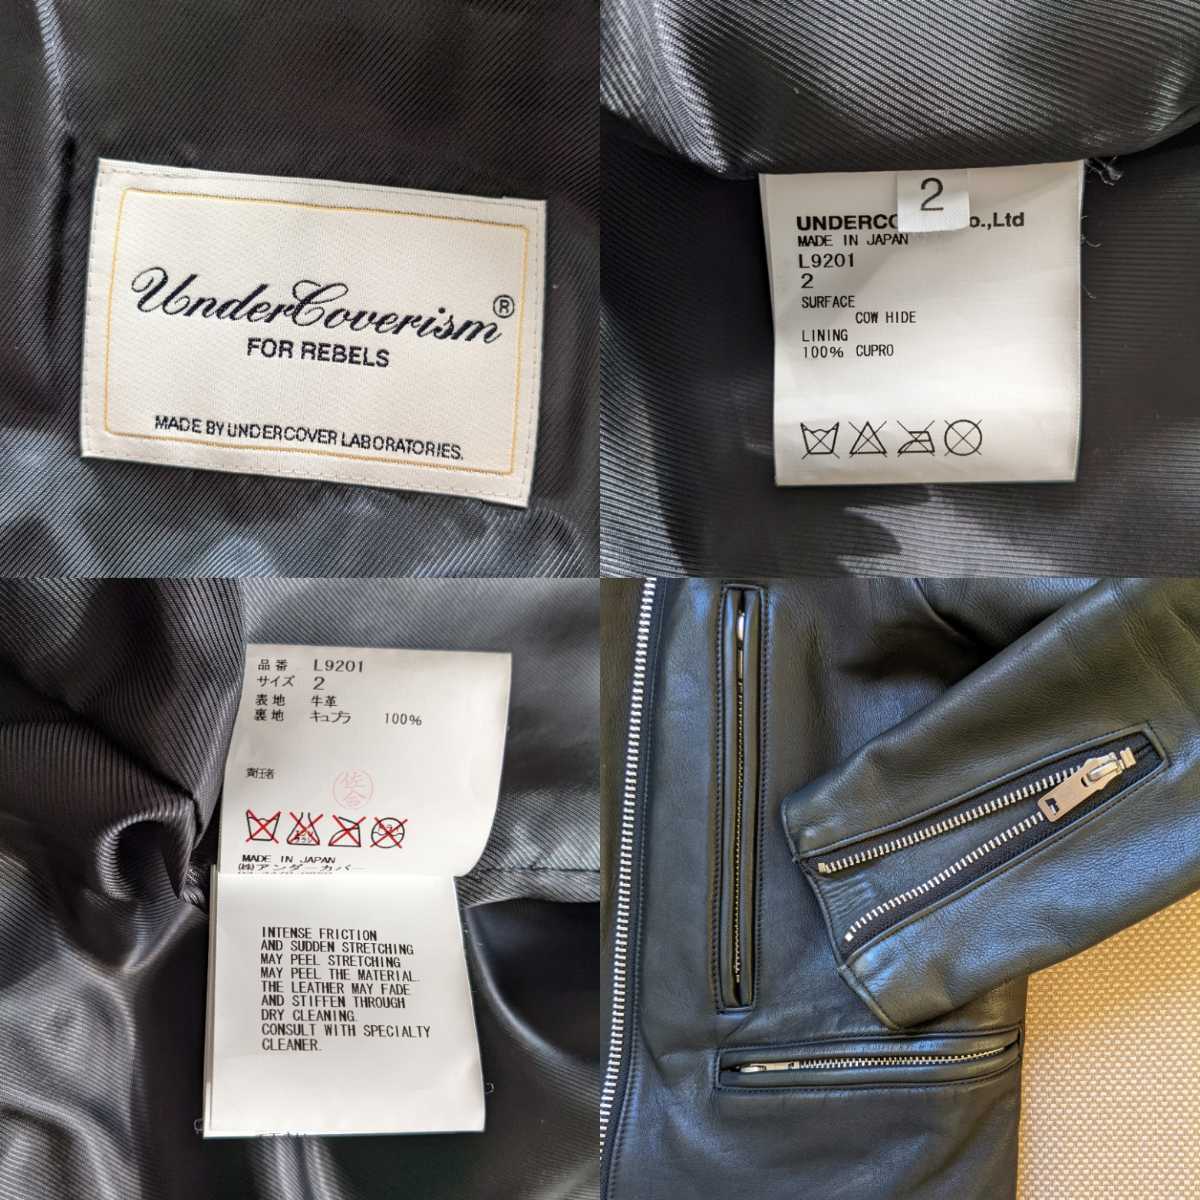 UnderCoverism®
FOR REBELS
MADE BY UNDERCOVER LABORATORIES.
2
UNDERCO o.,Ltd
MADE IN JAPAN
L9201
2
SURFACE
COW HIDE
LINING
100% CUPRO
品番 L9201
サイズ 2
表地 牛革
裏地 キュプラ 100%
責任者
佐合
MADE IN JAPAN
(株)アンダーカバー
INTENSE FRICTION
AND SUDDEN STRETCHING
MAY PEEL STRETCHING
MAY PEEL THE MATERIAL.
THE LEATHER MAY FADE
AND STIFFEN THROUGH
DRY CLEANING.
CONSULT WITH SPECIALTY
CLEANER.